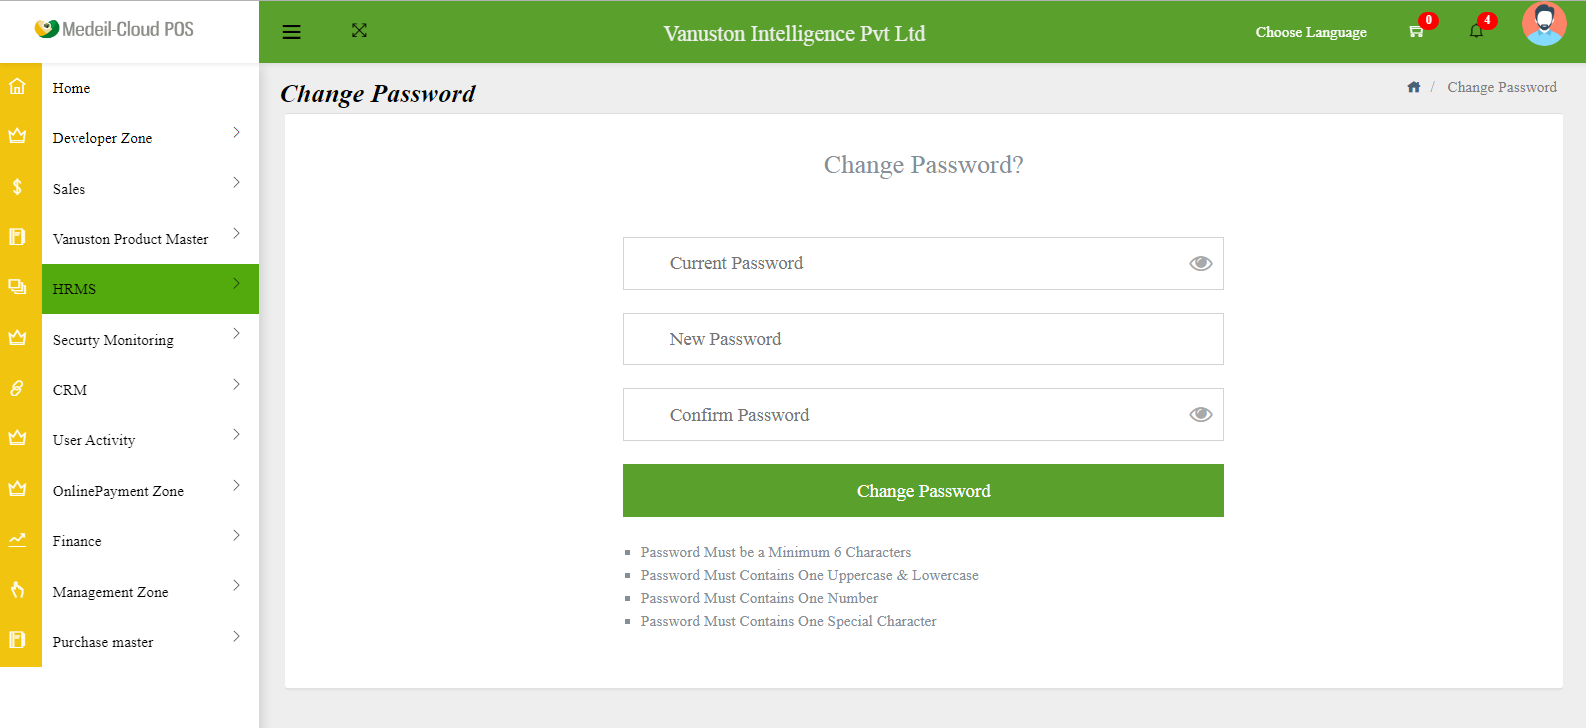 Medeil-Cloud POS
Vanuston Intelligence Pvt Ltd
Choose Language
0
4
Home
Developer Zone
Sales
Vanuston Product Master
HRMS
Securty Monitoring
CRM
User Activity
OnlinePayment Zone
Finance
Management Zone
Purchase master
Change Password
/ Change Password
Change Password?
Current Password
New Password
Confirm Password
Change Password
Password Must be a Minimum 6 Characters
Password Must Contains One Uppercase & Lowercase
Password Must Contains One Number
Password Must Contains One Special Character